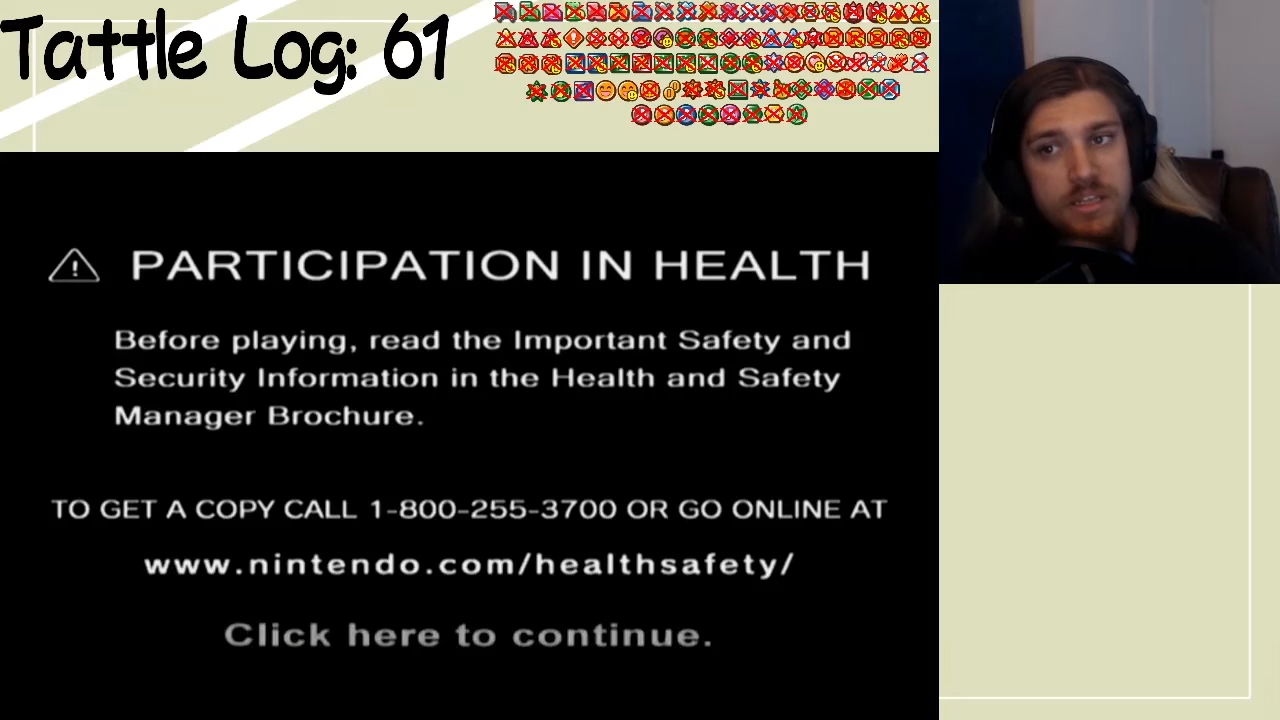 Tattle Log: 61
PARTICIPATION IN HEALTH
Before playing, read the Important Safety and
Security Information in the Health and Safety
Manager Brochure.
TO GET A COPY CALL 1-800-255-3700 OR GO ONLINE AT
www.nintendo.com/healthsafety/
Click here to continue.